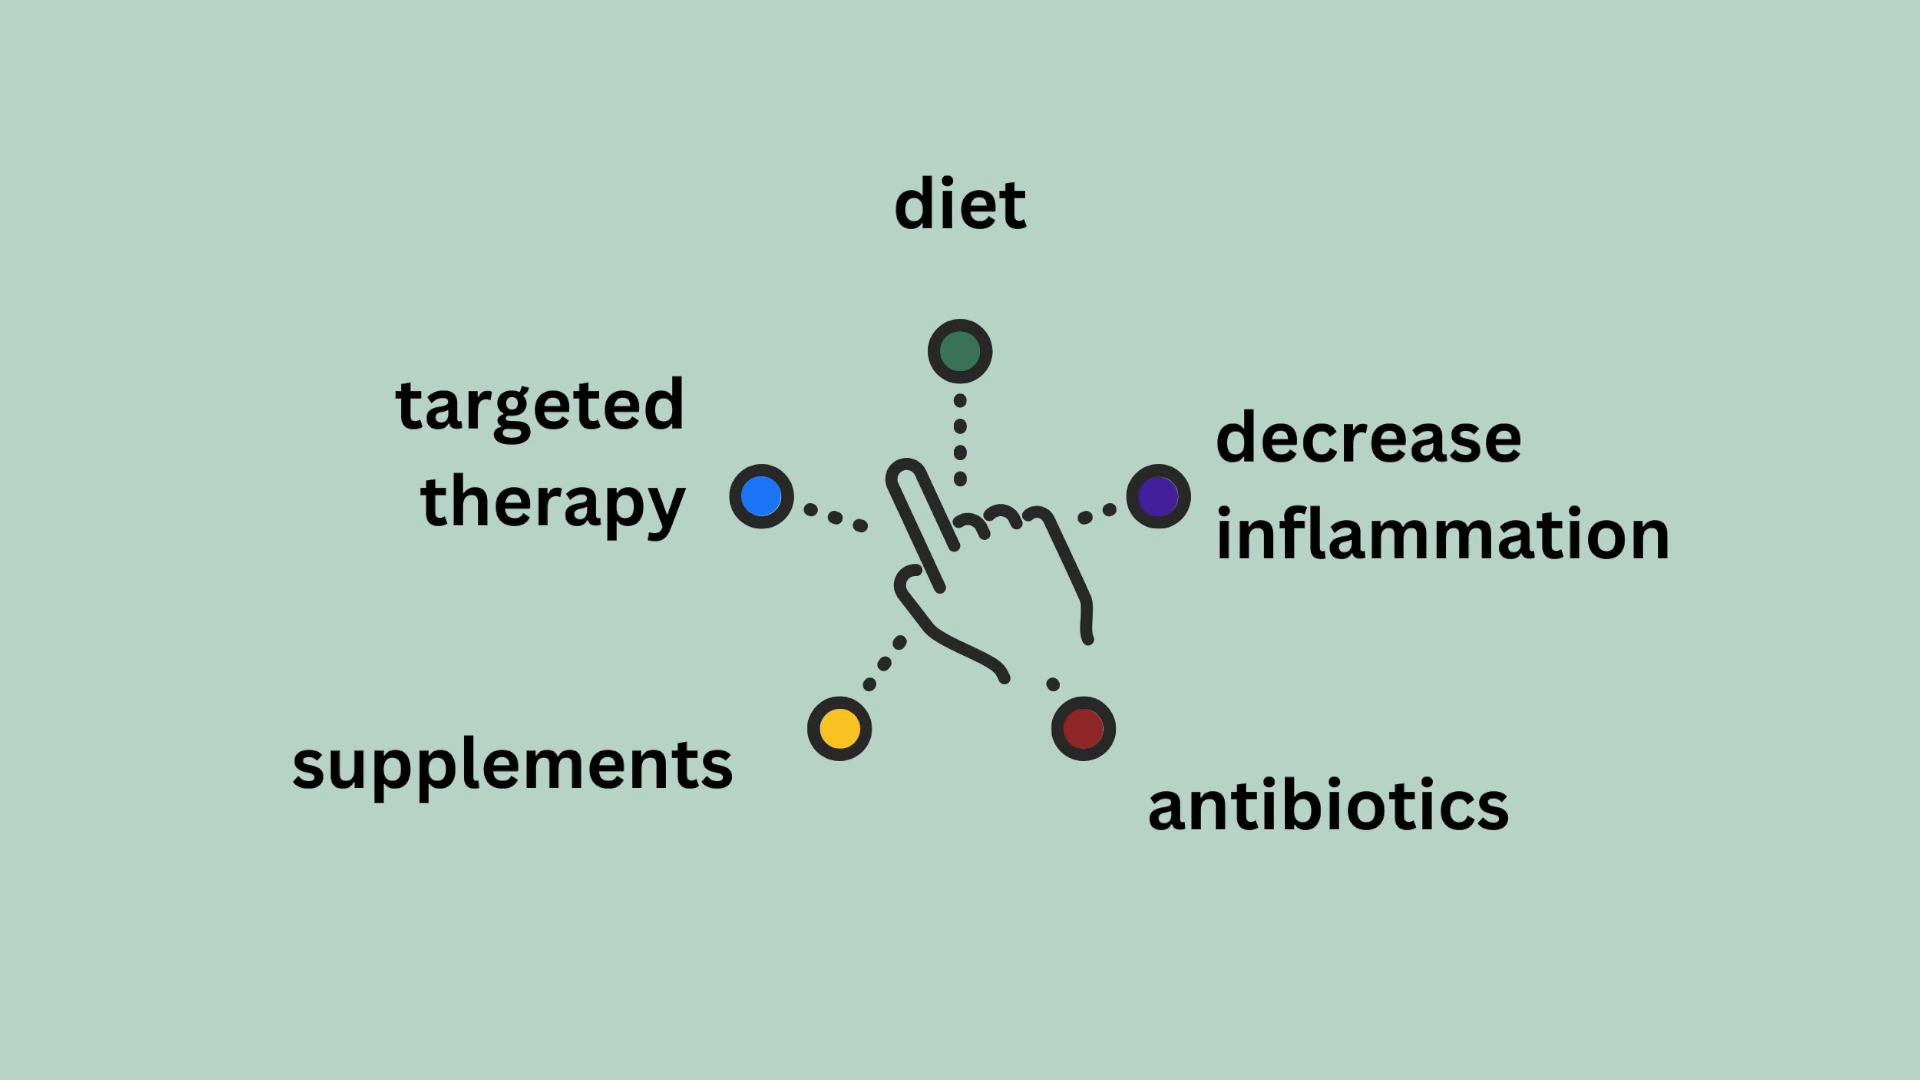 diet
targeted
therapy
decrease
inflammation
supplements
antibiotics